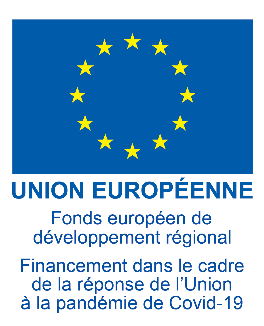 UNION EUROPÉENNE
Fonds européen de
développement régional
Financement dans le cadre
de la réponse de l'Union
à la pandémie de Covid-19